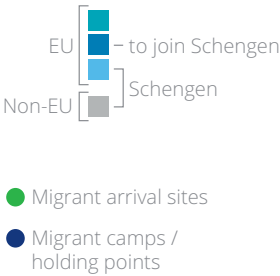 EU
– to join Schengen
Schengen
Non-EU
Migrant arrival sites
Migrant camps /
holding points